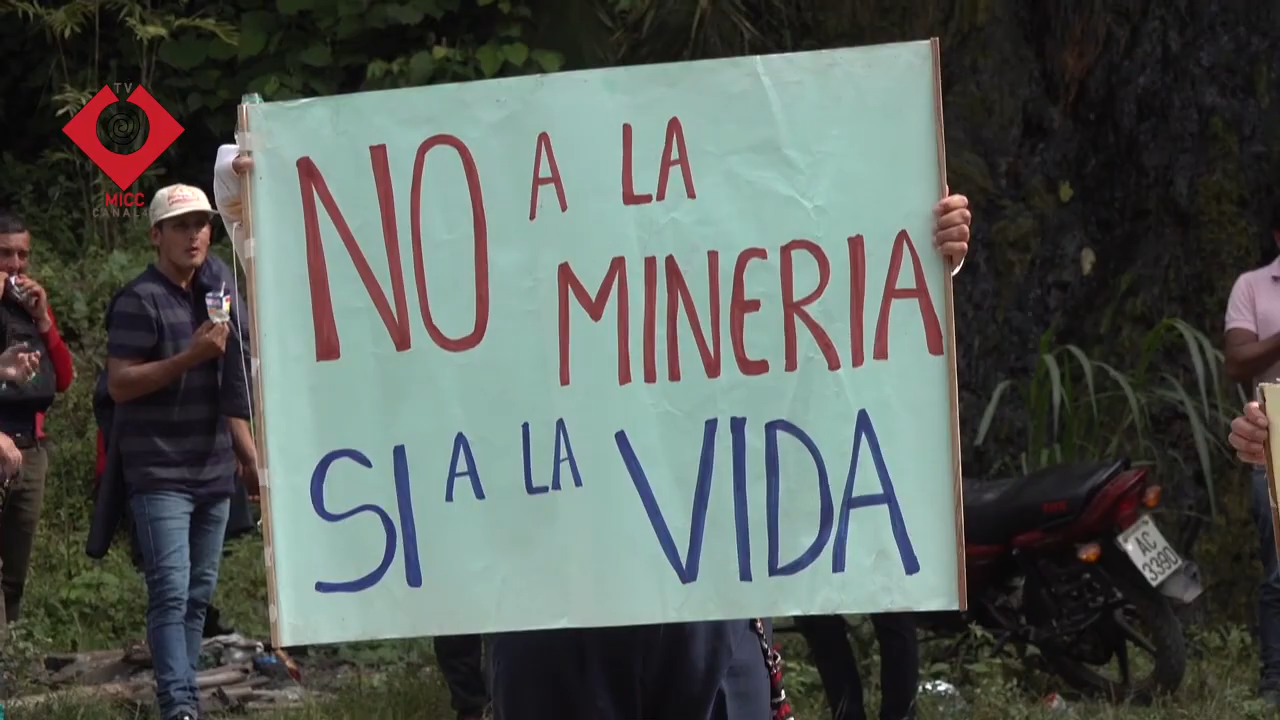 TV
MICC
CANAL
NO A LA
MINERIA
SI A LA VIDA
AC
3390